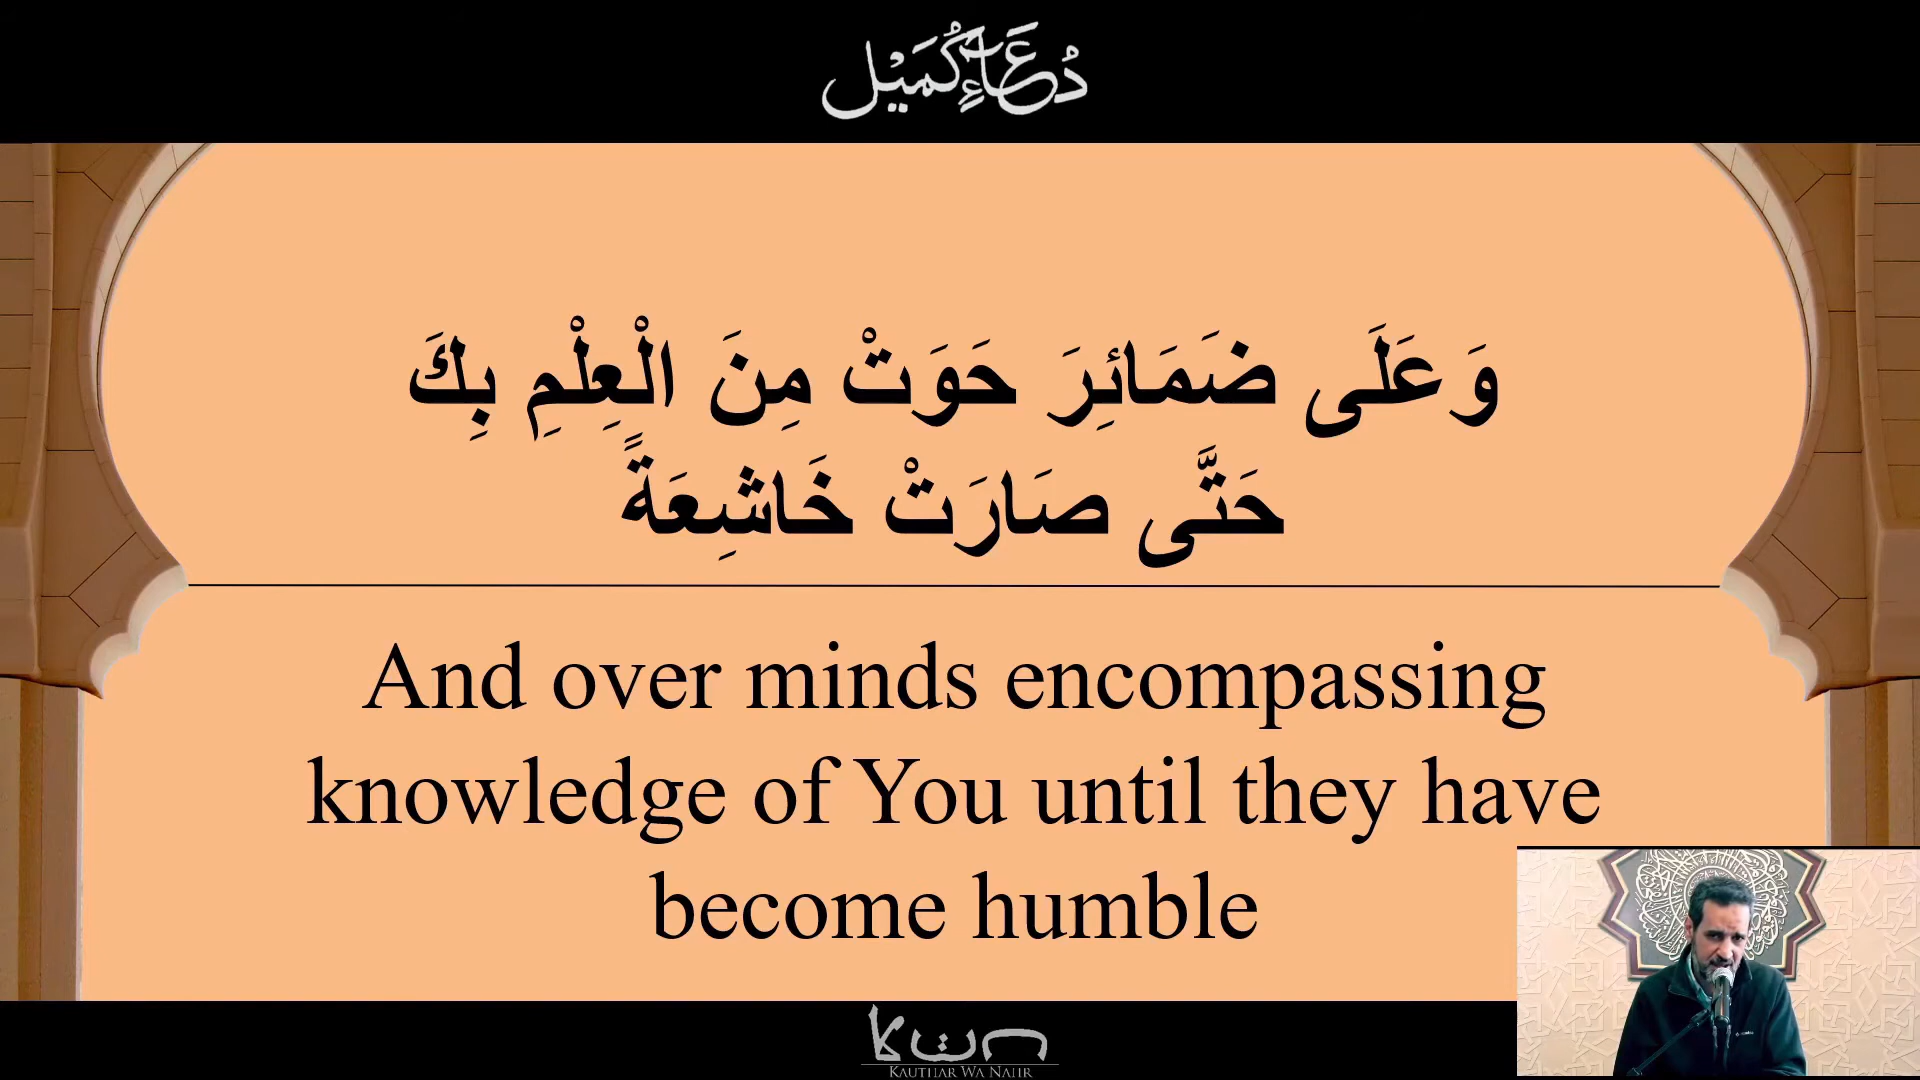 دُعَاءُ كُمَيْل
وَعَلَى ضَمَائِرَ حَوَتْ مِنَ الْعِلْمِ بِكَ
حَتَّى صَارَتْ خَاشِعَةً
And over minds encompassing
knowledge of You until they have
become humble
KWN
KAUTHAR WA NAHR